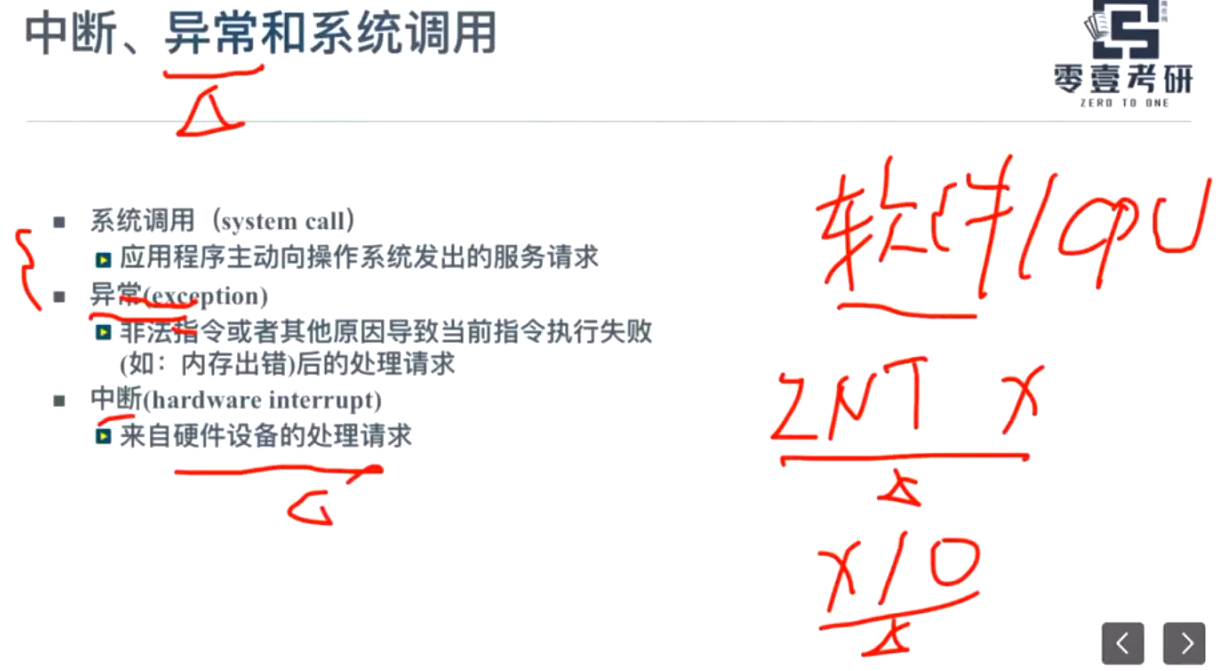 中断、异常和系统调用
零壹考研
ZERO TO ONE
系统调用（system call）
应用程序主动向操作系统发出的服务请求
异常(exception)
非法指令或者其他原因导致当前指令执行失败
(如：内存出错)后的处理请求
中断(hardware interrupt)
来自硬件设备的处理请求
软件/CPU
INT X
X/0